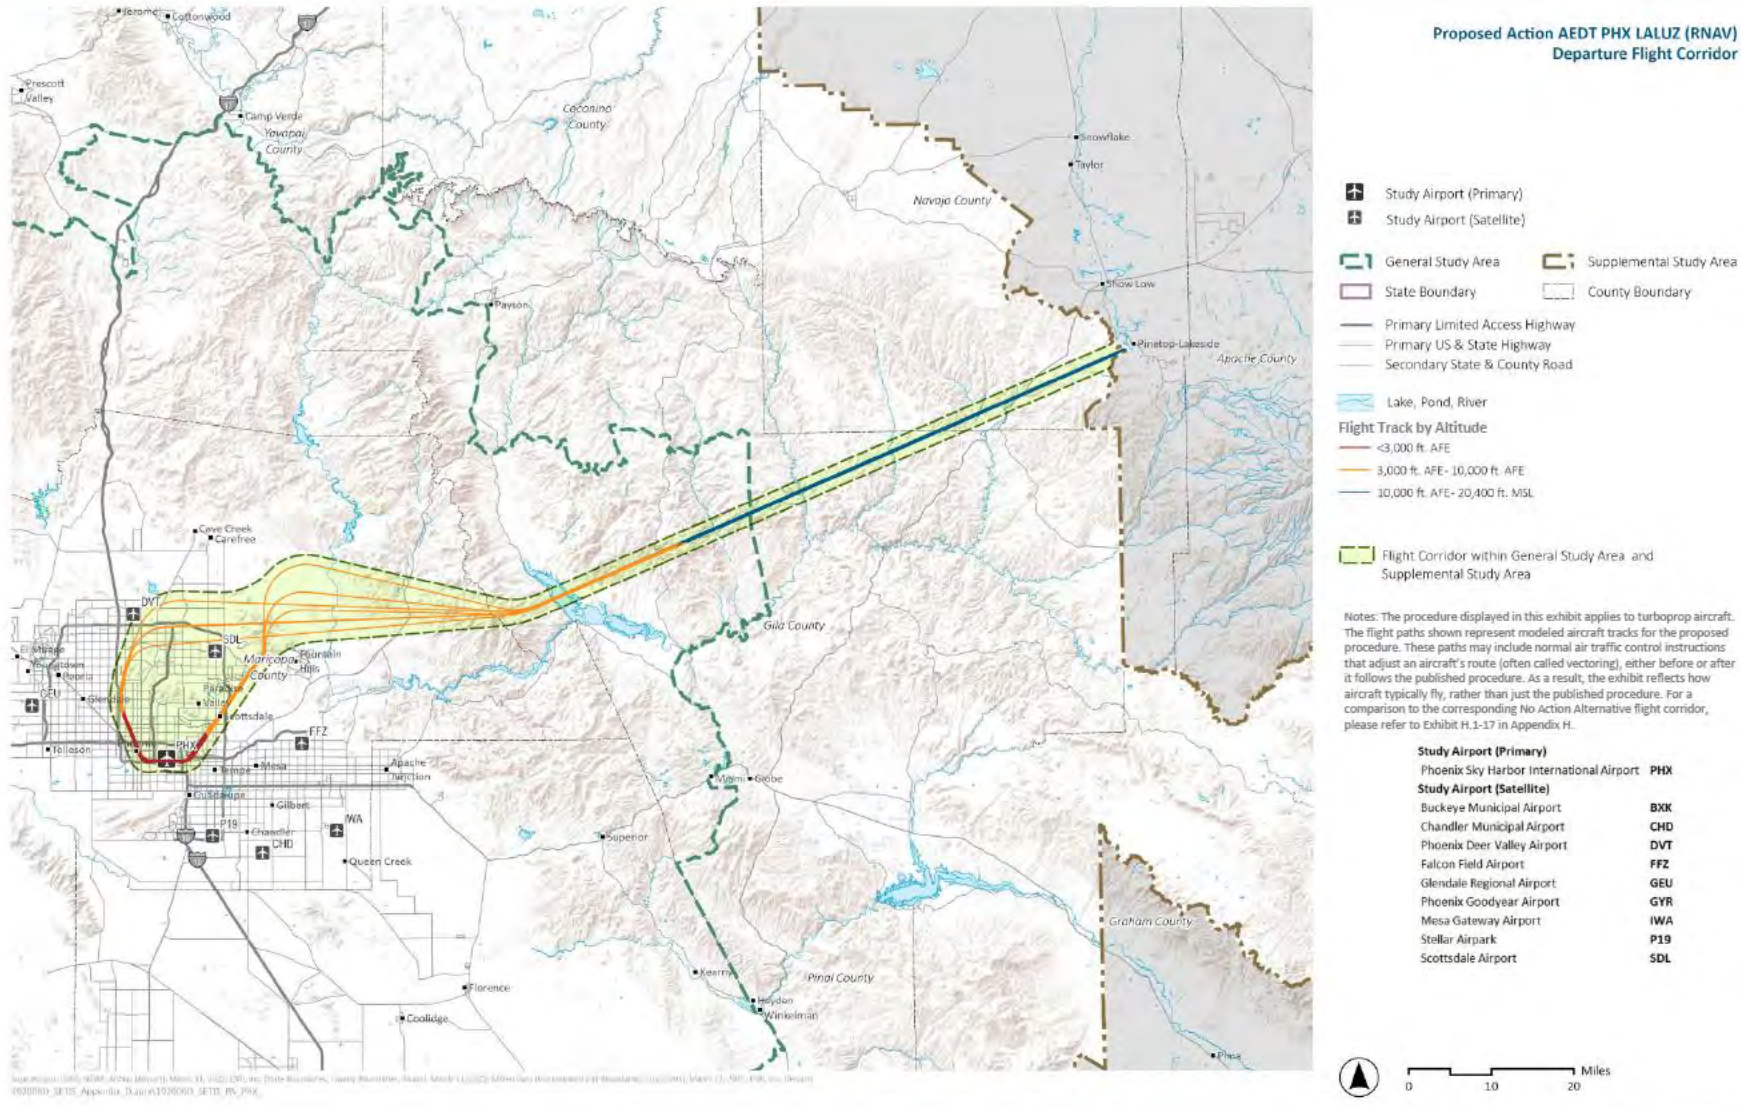 Proposed Action AEDT PHX LALUZ (RNAV)
Departure Flight Corridor
Jerome
Cottonwood
Prescott
Valley
Camp Verde
Yavapai
County
Coconino
County
Snowflake
Taylor
Navajo County
Show Low
Payson
Pinetop-Lakeside
Apache County
Cave Creek
Carefree
DVT
SDL
El Mirage
Youngtown
Peoria
Maricopa
County
Fountain
Hills
Gila County
GEU
Glendale
Paradise
Valley
Scottsdale
Tolleson
PHX
FFZ
Tempe
Mesa
Apache
Junction
Miami
Globe
Guadalupe
Gilbert
P19
Chandler
IWA
CHD
Superior
Queen Creek
Graham County
Kearny
Pinal County
Florence
Hayden
Winkelman
Coolidge
Pima
Study Airport (Primary)
Study Airport (Satellite)
General Study Area
Supplemental Study Area
State Boundary
County Boundary
Primary Limited Access Highway
Primary US & State Highway
Secondary State & County Road
Lake, Pond, River
Flight Track by Altitude
<3,000 ft. AFE
3,000 ft. AFE- 10,000 ft. AFE
10,000 ft. AFE- 20,400 ft. MSL
Flight Corridor within General Study Area and
Supplemental Study Area
Notes: The procedure displayed in this exhibit applies to turboprop aircraft.
The flight paths shown represent modeled aircraft tracks for the proposed
procedure. These paths may include normal air traffic control instructions
that adjust an aircraft's route (often called vectoring), either before or after
it follows the published procedure. As a result, the exhibit reflects how
aircraft typically fly, rather than just the published procedure. For a
comparison to the corresponding No Action Alternative flight corridor,
please refer to Exhibit H.1-17 in Appendix H.
Study Airport (Primary)
Phoenix Sky Harbor International Airport PHX
Study Airport (Satellite)
Buckeye Municipal Airport BXK
Chandler Municipal Airport CHD
Phoenix Deer Valley Airport DVT
Falcon Field Airport FFZ
Glendale Regional Airport GEU
Phoenix Goodyear Airport GYR
Mesa Gateway Airport IWA
Stellar Airpark P19
Scottsdale Airport SDL
Miles
0 10 20